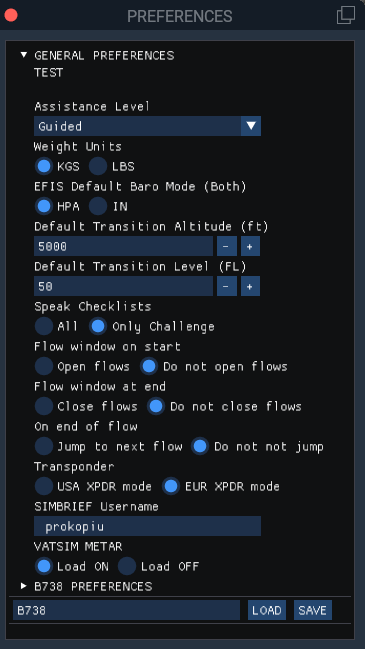 PREFERENCES
GENERAL PREFERENCES
TEST
Assistance Level
Guided
Weight Units
KGS LBS
EFIS Default Baro Mode (Both)
HPA IN
Default Transition Altitude (ft)
5000 - +
Default Transition Level (FL)
50 - +
Speak Checklists
All Only Challenge
Flow window on start
Open flows Do not open flows
Flow window at end
Close flows Do not close flows
On end of flow
Jump to next flow Do not not jump
Transponder
USA XPDR mode EUR XPDR mode
SIMBRIEF Username
prokopiu
VATSIM METAR
Load ON Load OFF
B738 PREFERENCES
B738 LOAD SAVE